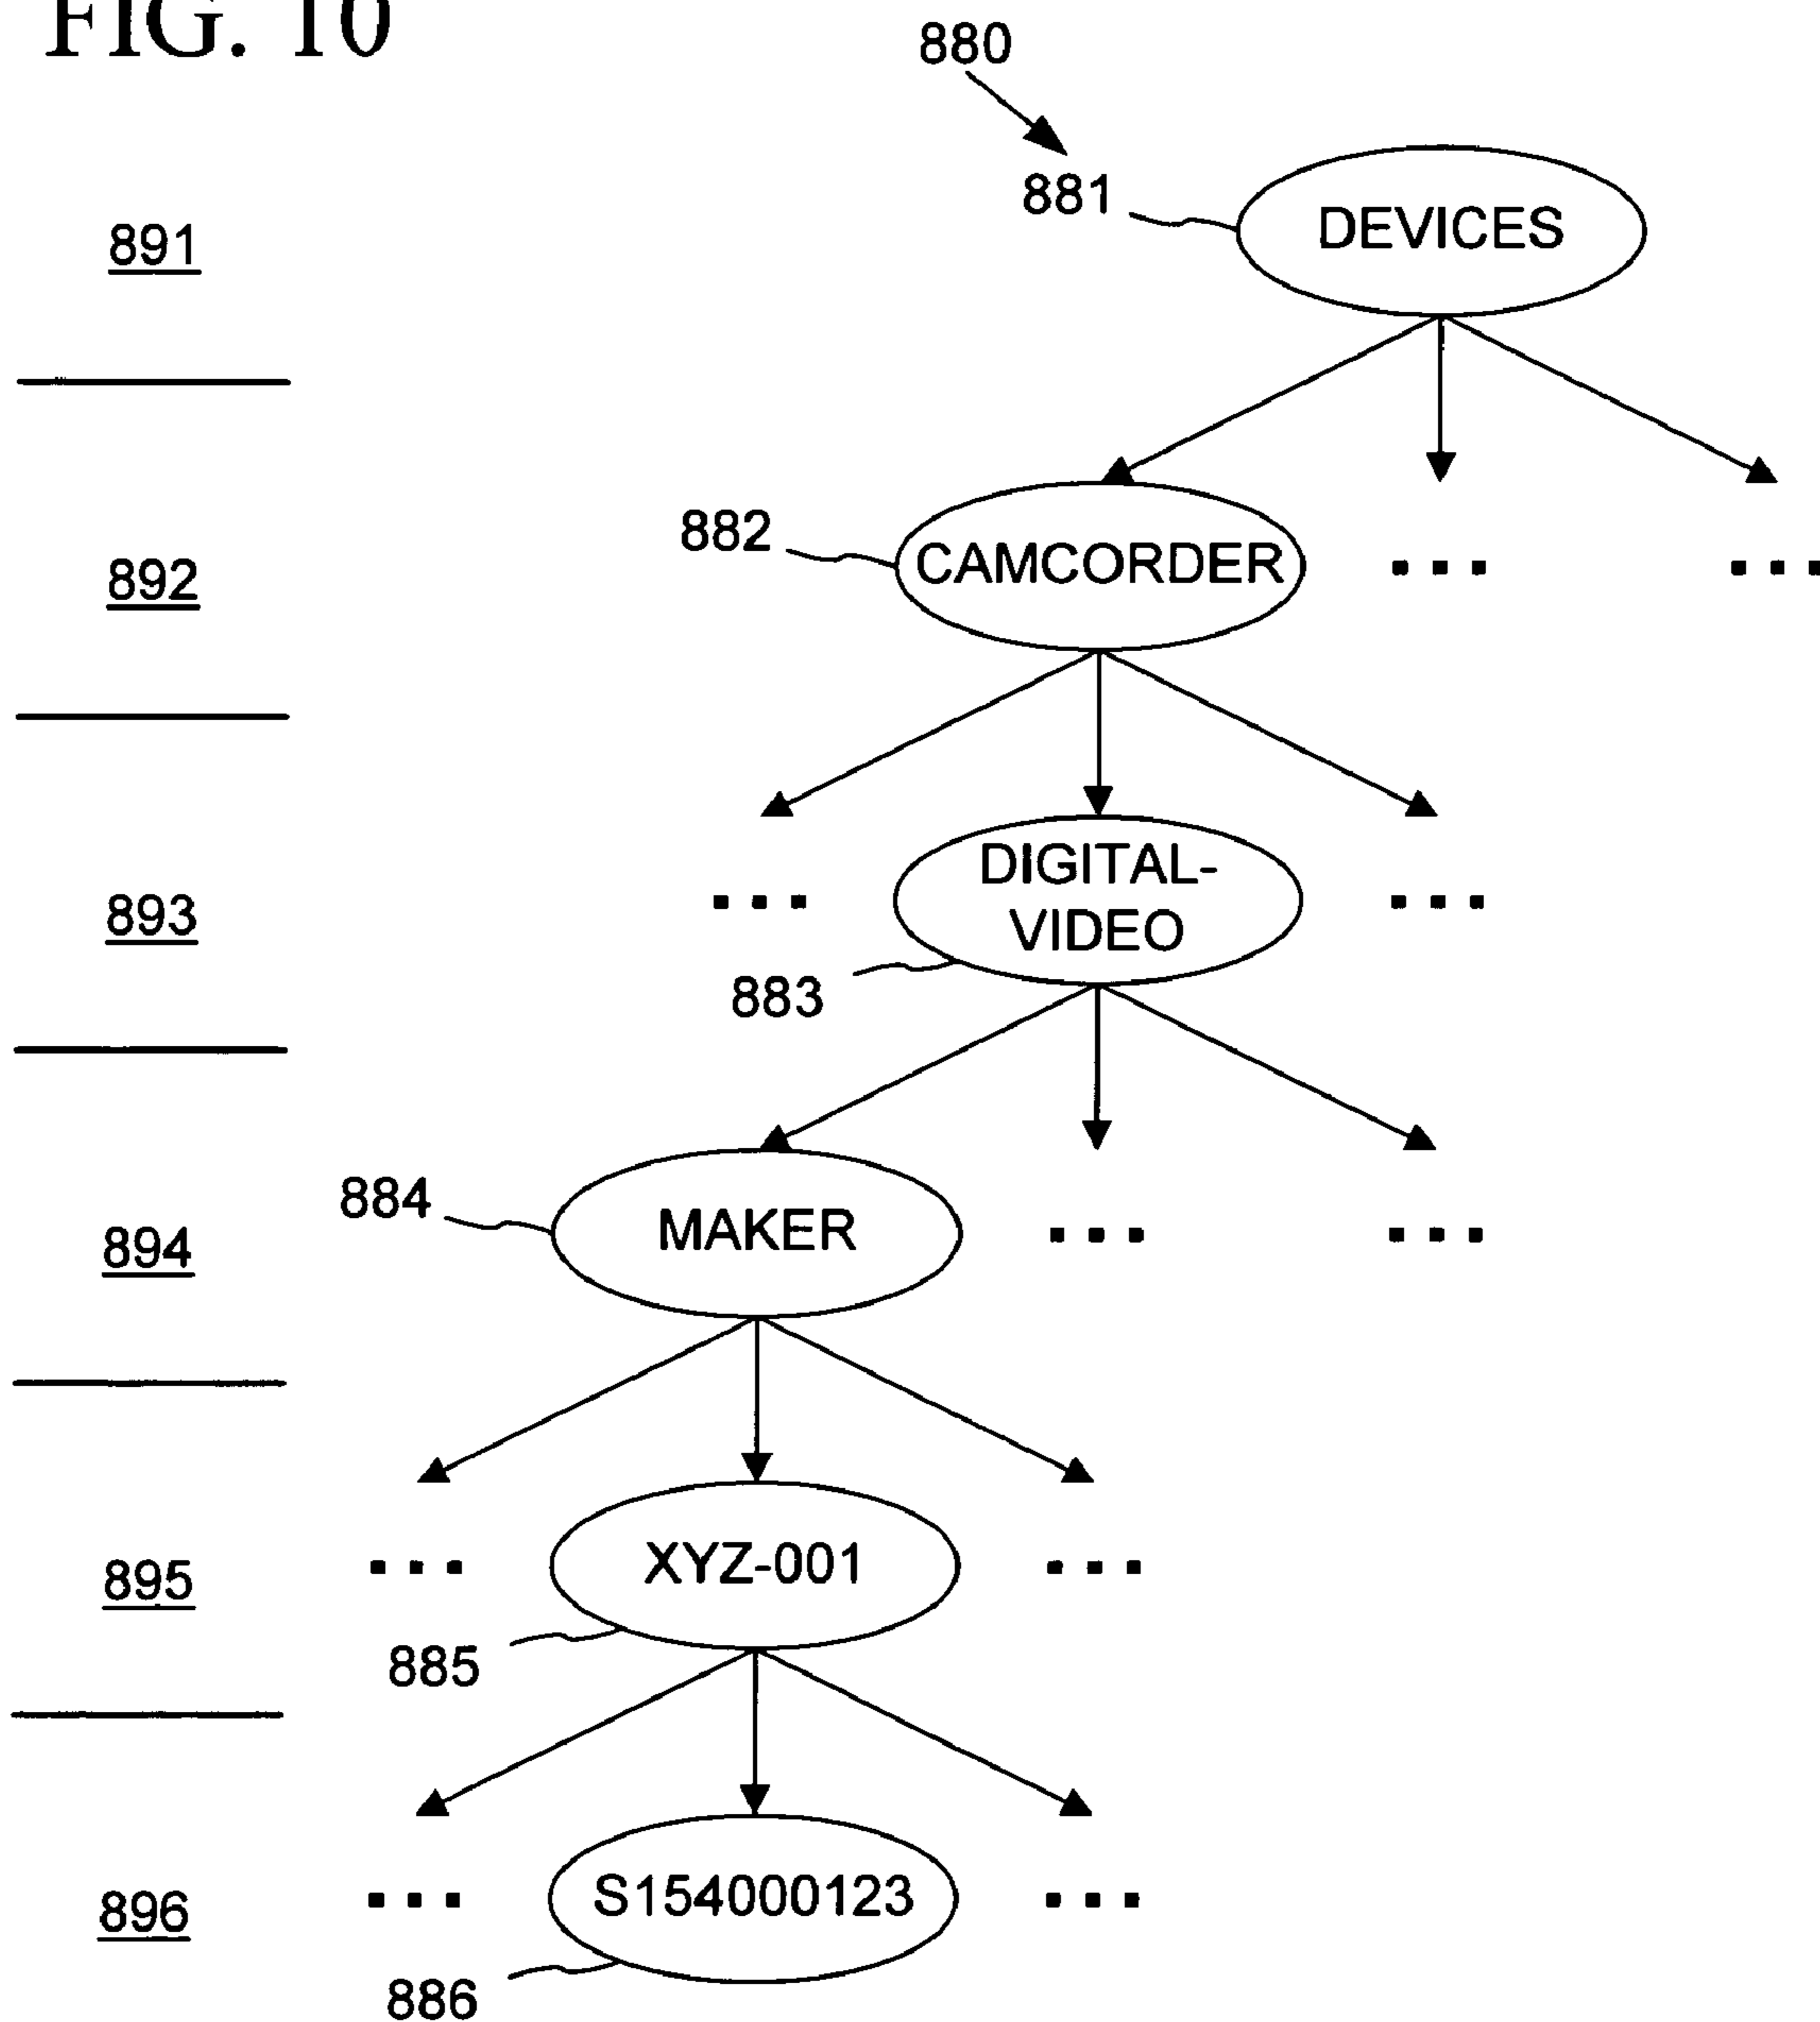 FIG. 10
880
881
DEVICES
891
882
CAMCORDER
...
...
892
...
DIGITAL-
VIDEO
...
893
883
884
MAKER
...
...
894
...
XYZ-001
...
895
885
...
S154000123
...
896
886